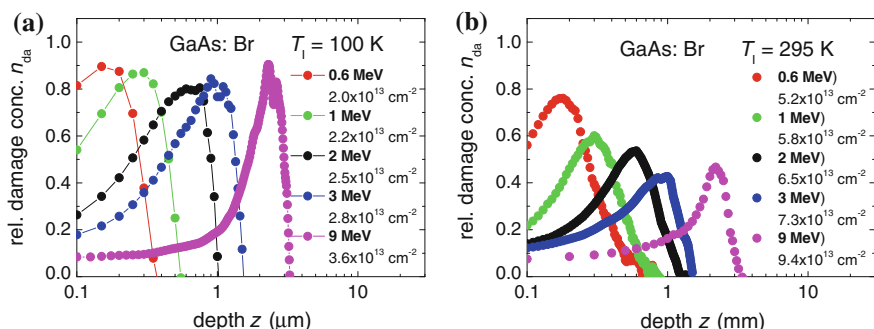 (a)
GaAs: Br T_I = 100 K
0.6 MeV
2.0x10^13 cm^-2
1 MeV
2.2x10^13 cm^-2
2 MeV
2.5x10^13 cm^-2
3 MeV
2.8x10^13 cm^-2
9 MeV
3.6x10^13 cm^-2
rel. damage conc. n_da
1.0
0.8
0.6
0.4
0.2
0.0
0.1 1 10
depth z (µm)
(b)
GaAs: Br T_I = 295 K
0.6 MeV)
5.2x10^13 cm^-2
1 MeV)
5.8x10^13 cm^-2
2 MeV)
6.5x10^13 cm^-2
3 MeV)
7.3x10^13 cm^-2
9 MeV)
9.4x10^13 cm^-2
rel. damage conc. n_da
1.0
0.8
0.6
0.4
0.2
0.0
0.1 1 10
depth z (mm)